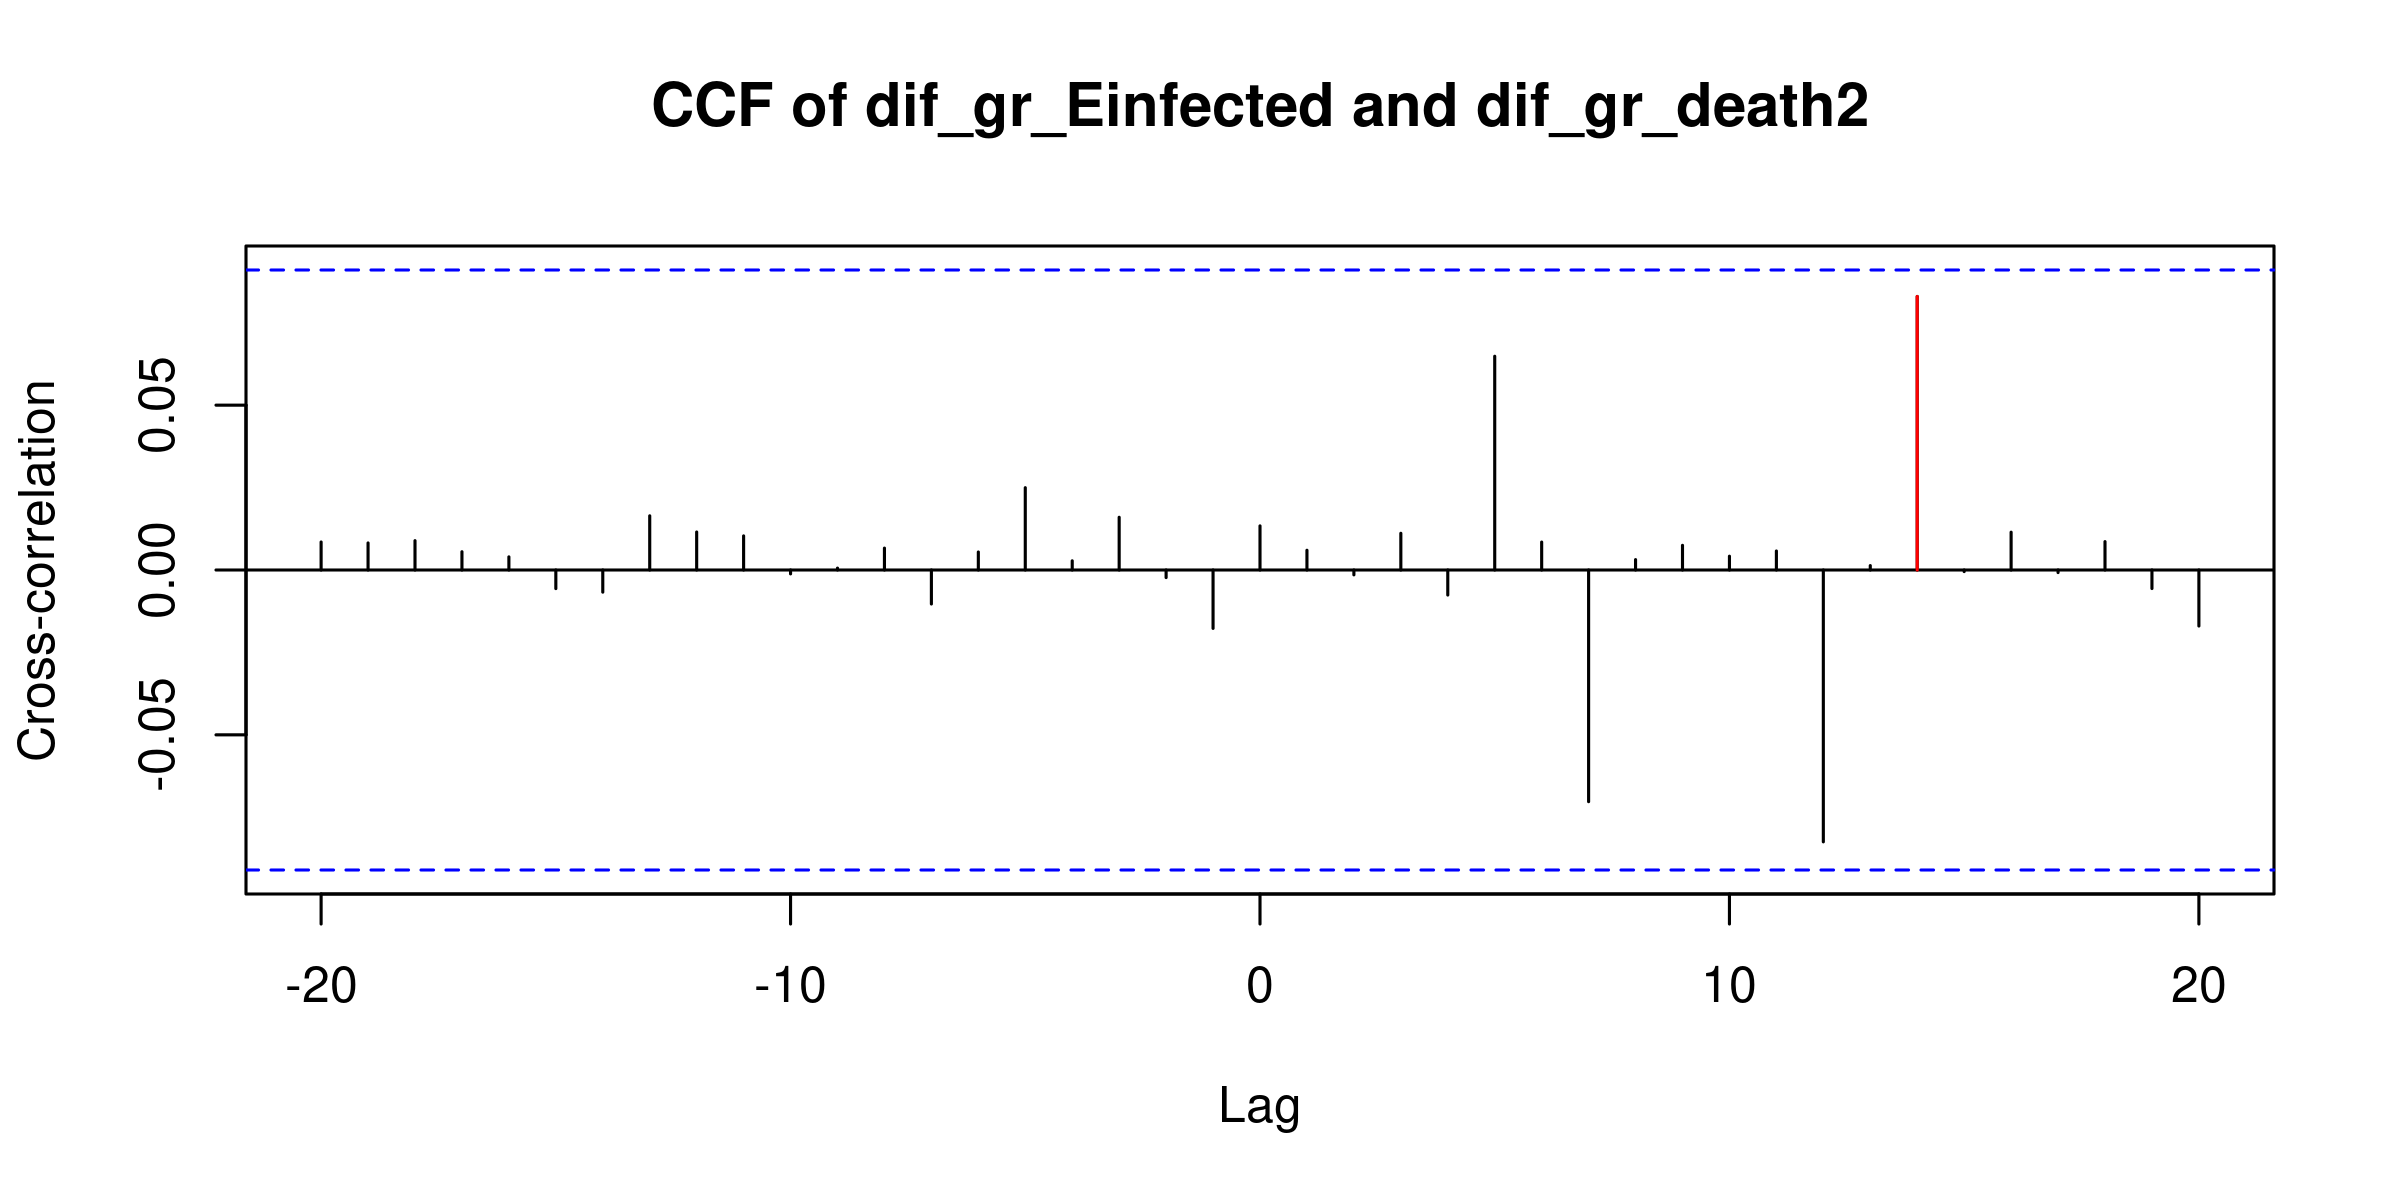 CCF of dif_gr_Einfected and dif_gr_death2
Cross-correlation
0.05
0.00
-0.05
-20 -10 0 10 20
Lag